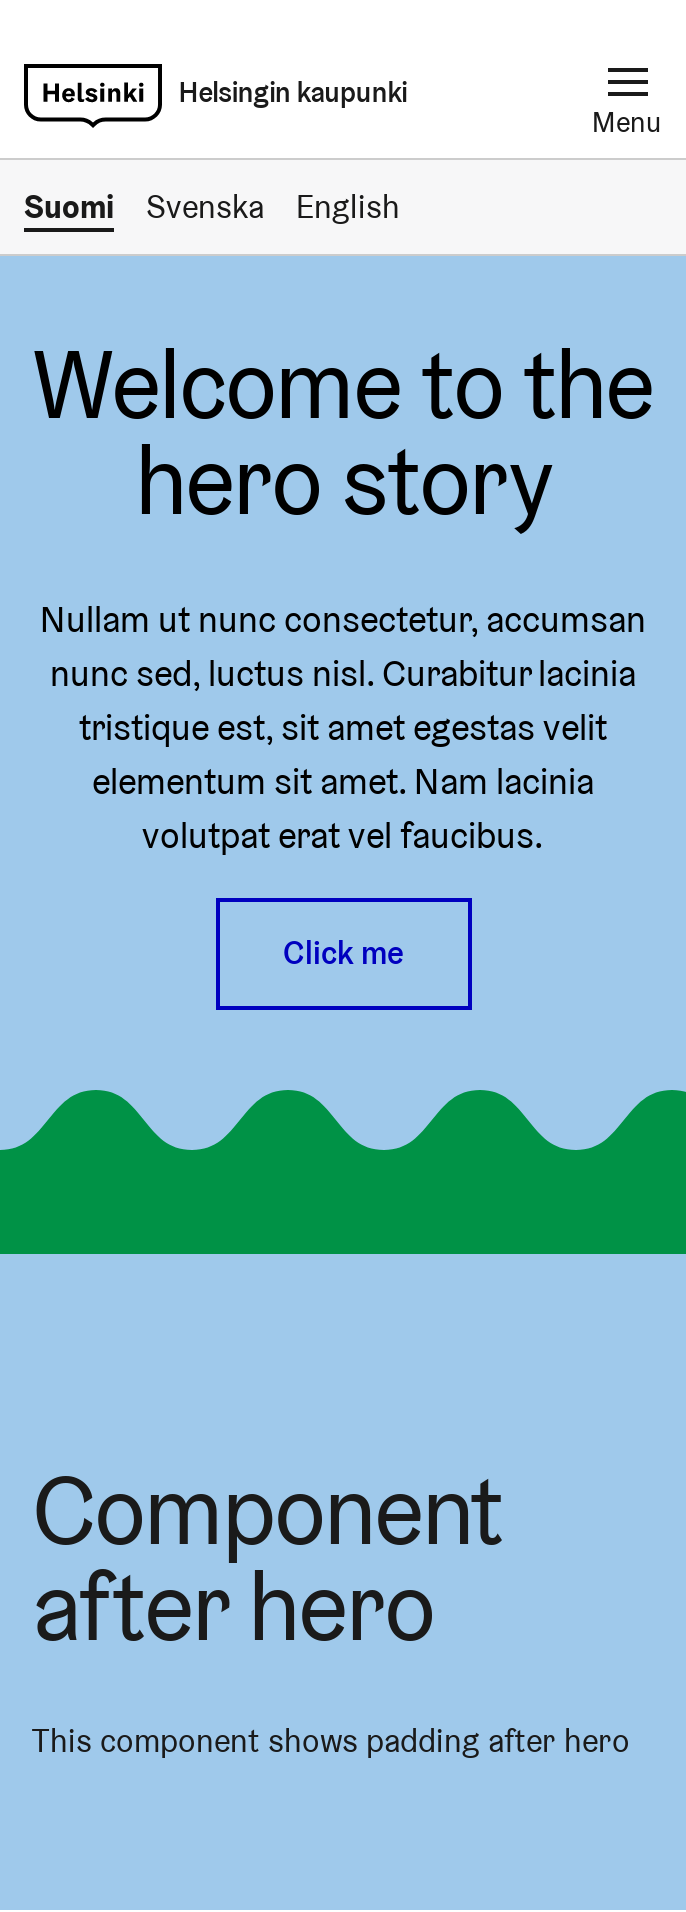 Helsinki
Helsingin kaupunki
Menu
Suomi Svenska English
Welcome to the
hero story
Nullam ut nunc consectetur, accumsan
nunc sed, luctus nisl. Curabitur lacinia
tristique est, sit amet egestas velit
elementum sit amet. Nam lacinia
volutpat erat vel faucibus.
Click me
Component
after hero
This component shows padding after hero